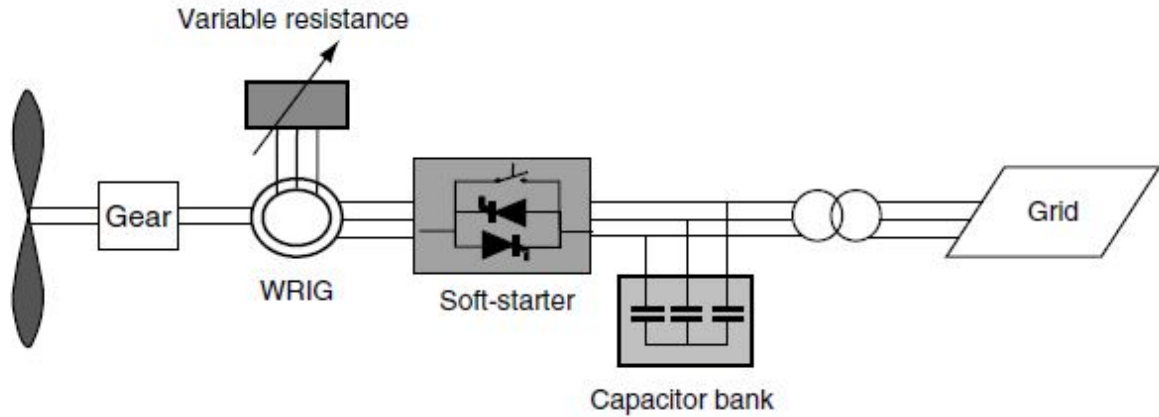 Variable resistance
Gear
WRIG
Soft-starter
Capacitor bank
Grid